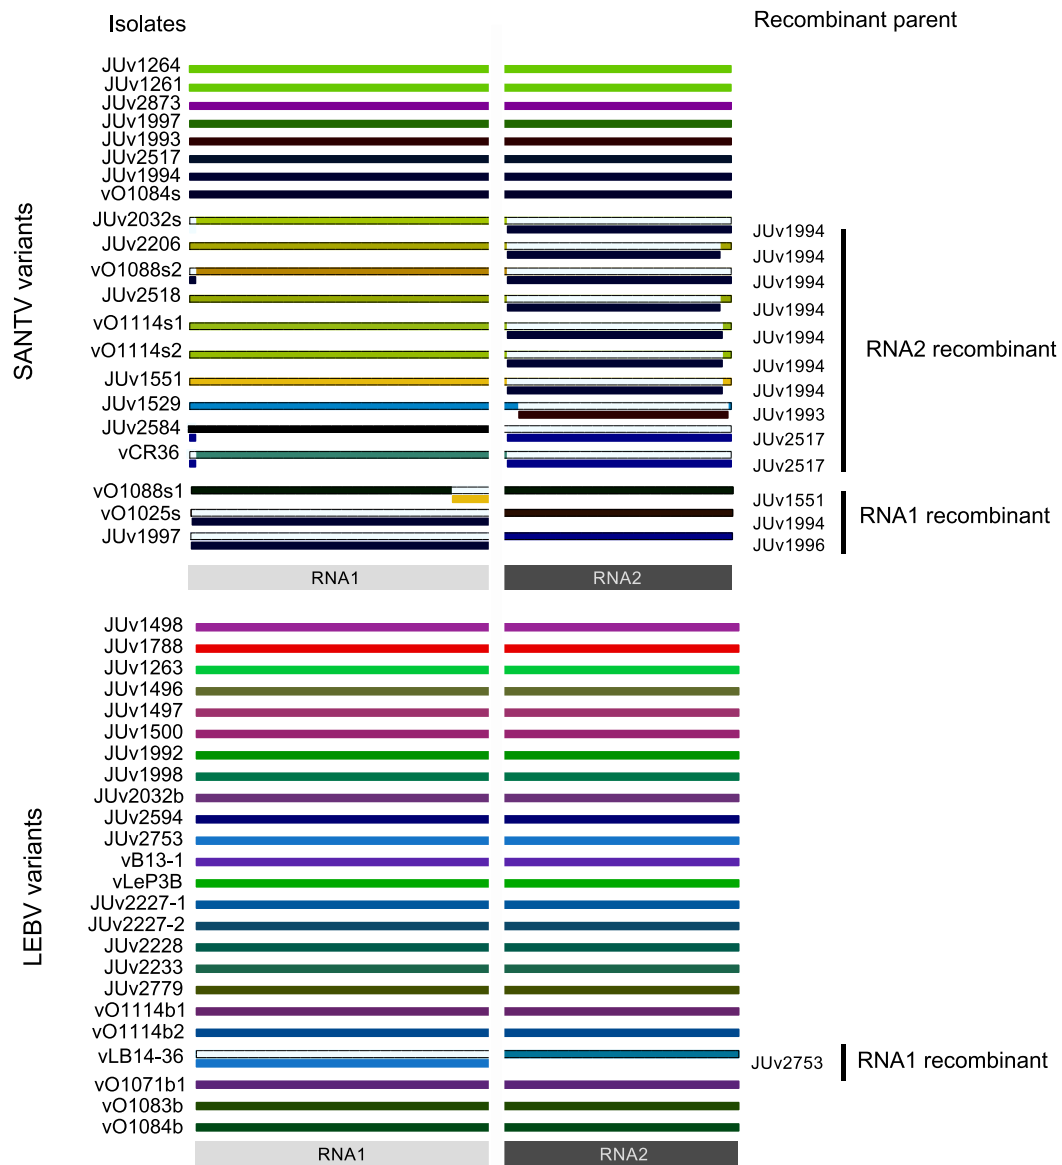 Isolates
Recombinant parent
SANTV variants
JUv1264
JUv1261
JUv2873
JUv1997
JUv1993
JUv2517
JUv1994
vO1084s
JUv2032s
JUv1994
JUv2206
JUv1994
vO1088s2
JUv1994
JUv2518
JUv1994
vO1114s1
JUv1994
vO1114s2
JUv1994
JUv1551
JUv1994
JUv1529
JUv1993
JUv2584
JUv2517
vCR36
JUv2517
RNA2 recombinant
vO1088s1
JUv1551
vO1025s
JUv1994
JUv1997
JUv1996
RNA1 recombinant
RNA1
RNA2
LEBV variants
JUv1498
JUv1788
JUv1263
JUv1496
JUv1497
JUv1500
JUv1992
JUv1998
JUv2032b
JUv2594
JUv2753
vB13-1
vLeP3B
JUv2227-1
JUv2227-2
JUv2228
JUv2233
JUv2779
vO1114b1
vO1114b2
vLB14-36
JUv2753
RNA1 recombinant
vO1071b1
vO1083b
vO1084b
RNA1
RNA2